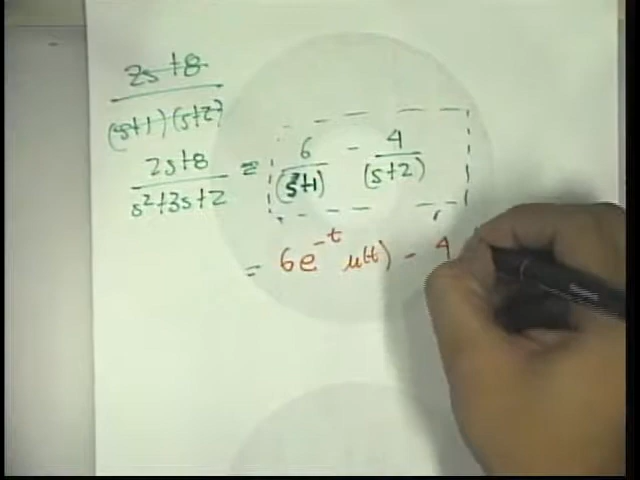 2s+8
(s+1)(s+2)
2s+8 / s²+3s+2 = 6/(s+1) - 4/(s+2)
= 6e^-t u(t) - 4